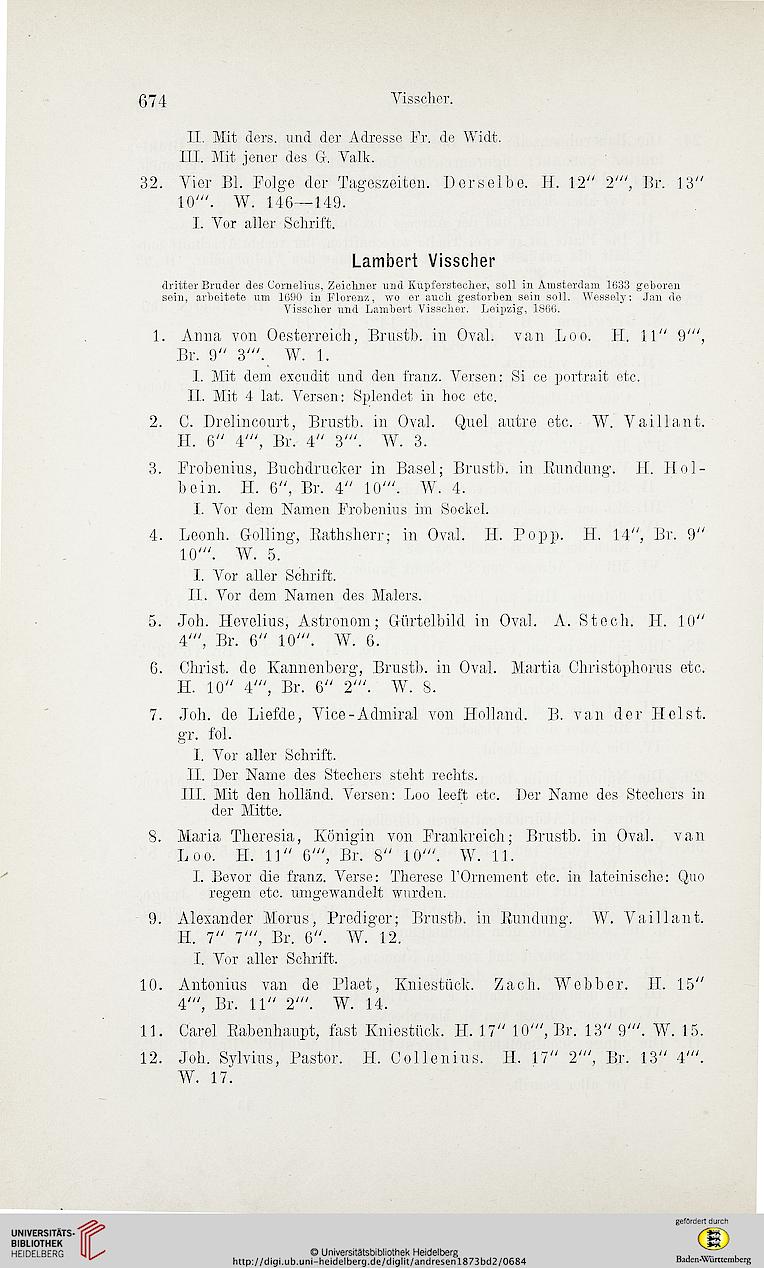 674
Visscher.
II. Mit ders. und der Adresse Fr. de Widt.
III. Mit jener des G. Valk.
32. Vier Bl. Folge der Tageszeiten. Derselbe. H. 12″ 2‴, Br. 13″
10‴. W. 146—149.
I. Vor aller Schrift.
Lambert Visscher
dritter Bruder des Cornelius, Zeichner und Kupferstecher, soll in Amsterdam 1633 geboren
sein, arbeitete um 1690 in Florenz, wo er auch gestorben sein soll. Wessely: Jan de
Visscher und Lambert Visscher. Leipzig, 1866.
1. Anna von Oesterreich, Brustb. in Oval. van Loo. H. 11″ 9‴,
Br. 9″ 3‴. W. 1.
I. Mit dem excudit und den franz. Versen: Si ce portrait etc.
II. Mit 4 lat. Versen: Splendet in hoc etc.
2. C. Drelincourt, Brustb. in Oval. Quel autre etc. W. Vaillant.
H. 6″ 4‴, Br. 4″ 3‴. W. 3.
3. Frobenius, Buchdrucker in Basel; Brustb. in Rundung. H. Hol-
bein. H. 6″, Br. 4″ 10‴. W. 4.
I. Vor dem Namen Frobenius im Sockel.
4. Leonh. Golling, Rathsherr; in Oval. H. Popp. H. 14″, Br. 9″
10‴. W. 5.
I. Vor aller Schrift.
II. Vor dem Namen des Malers.
5. Joh. Hevelius, Astronom; Gürtelbild in Oval. A. Stech. H. 10″
4‴, Br. 6″ 10‴. W. 6.
6. Christ. de Kannenberg, Brustb. in Oval. Martia Christophorus etc.
H. 10″ 4‴, Br. 6″ 2‴. W. 8.
7. Joh. de Liefde, Vice-Admiral von Holland. B. van der Helst.
gr. fol.
I. Vor aller Schrift.
II. Der Name des Stechers steht rechts.
III. Mit den holländ. Versen: Loo leeft etc. Der Name des Stechers in
der Mitte.
8. Maria Theresia, Königin von Frankreich; Brustb. in Oval. van
Loo. H. 11″ 6‴, Br. 8″ 10‴. W. 11.
I. Bevor die franz. Verse: Therese l'Ornement etc. in lateinische: Quo
regem etc. umgewandelt wurden.
9. Alexander Morus, Prediger; Brustb. in Rundung. W. Vaillant.
H. 7″ 7‴, Br. 6″. W. 12.
I. Vor aller Schrift.
10. Antonius van de Plaet, Kniestück. Zach. Webber. H. 15″
4‴, Br. 11″ 2‴. W. 14.
11. Carel Rabenhaupt, fast Kniestück. H. 17″ 10‴, Br. 13″ 9‴. W. 15.
12. Joh. Sylvius, Pastor. H. Collenius. H. 17″ 2‴, Br. 13″ 4‴.
W. 17.
UNIVERSITÄTS-
BIBLIOTHEK
HEIDELBERG
© Universitätsbibliothek Heidelberg
http://digi.ub.uni-heidelberg.de/diglit/andresen1873bd2/0684
gefördert durch
Baden-Württemberg